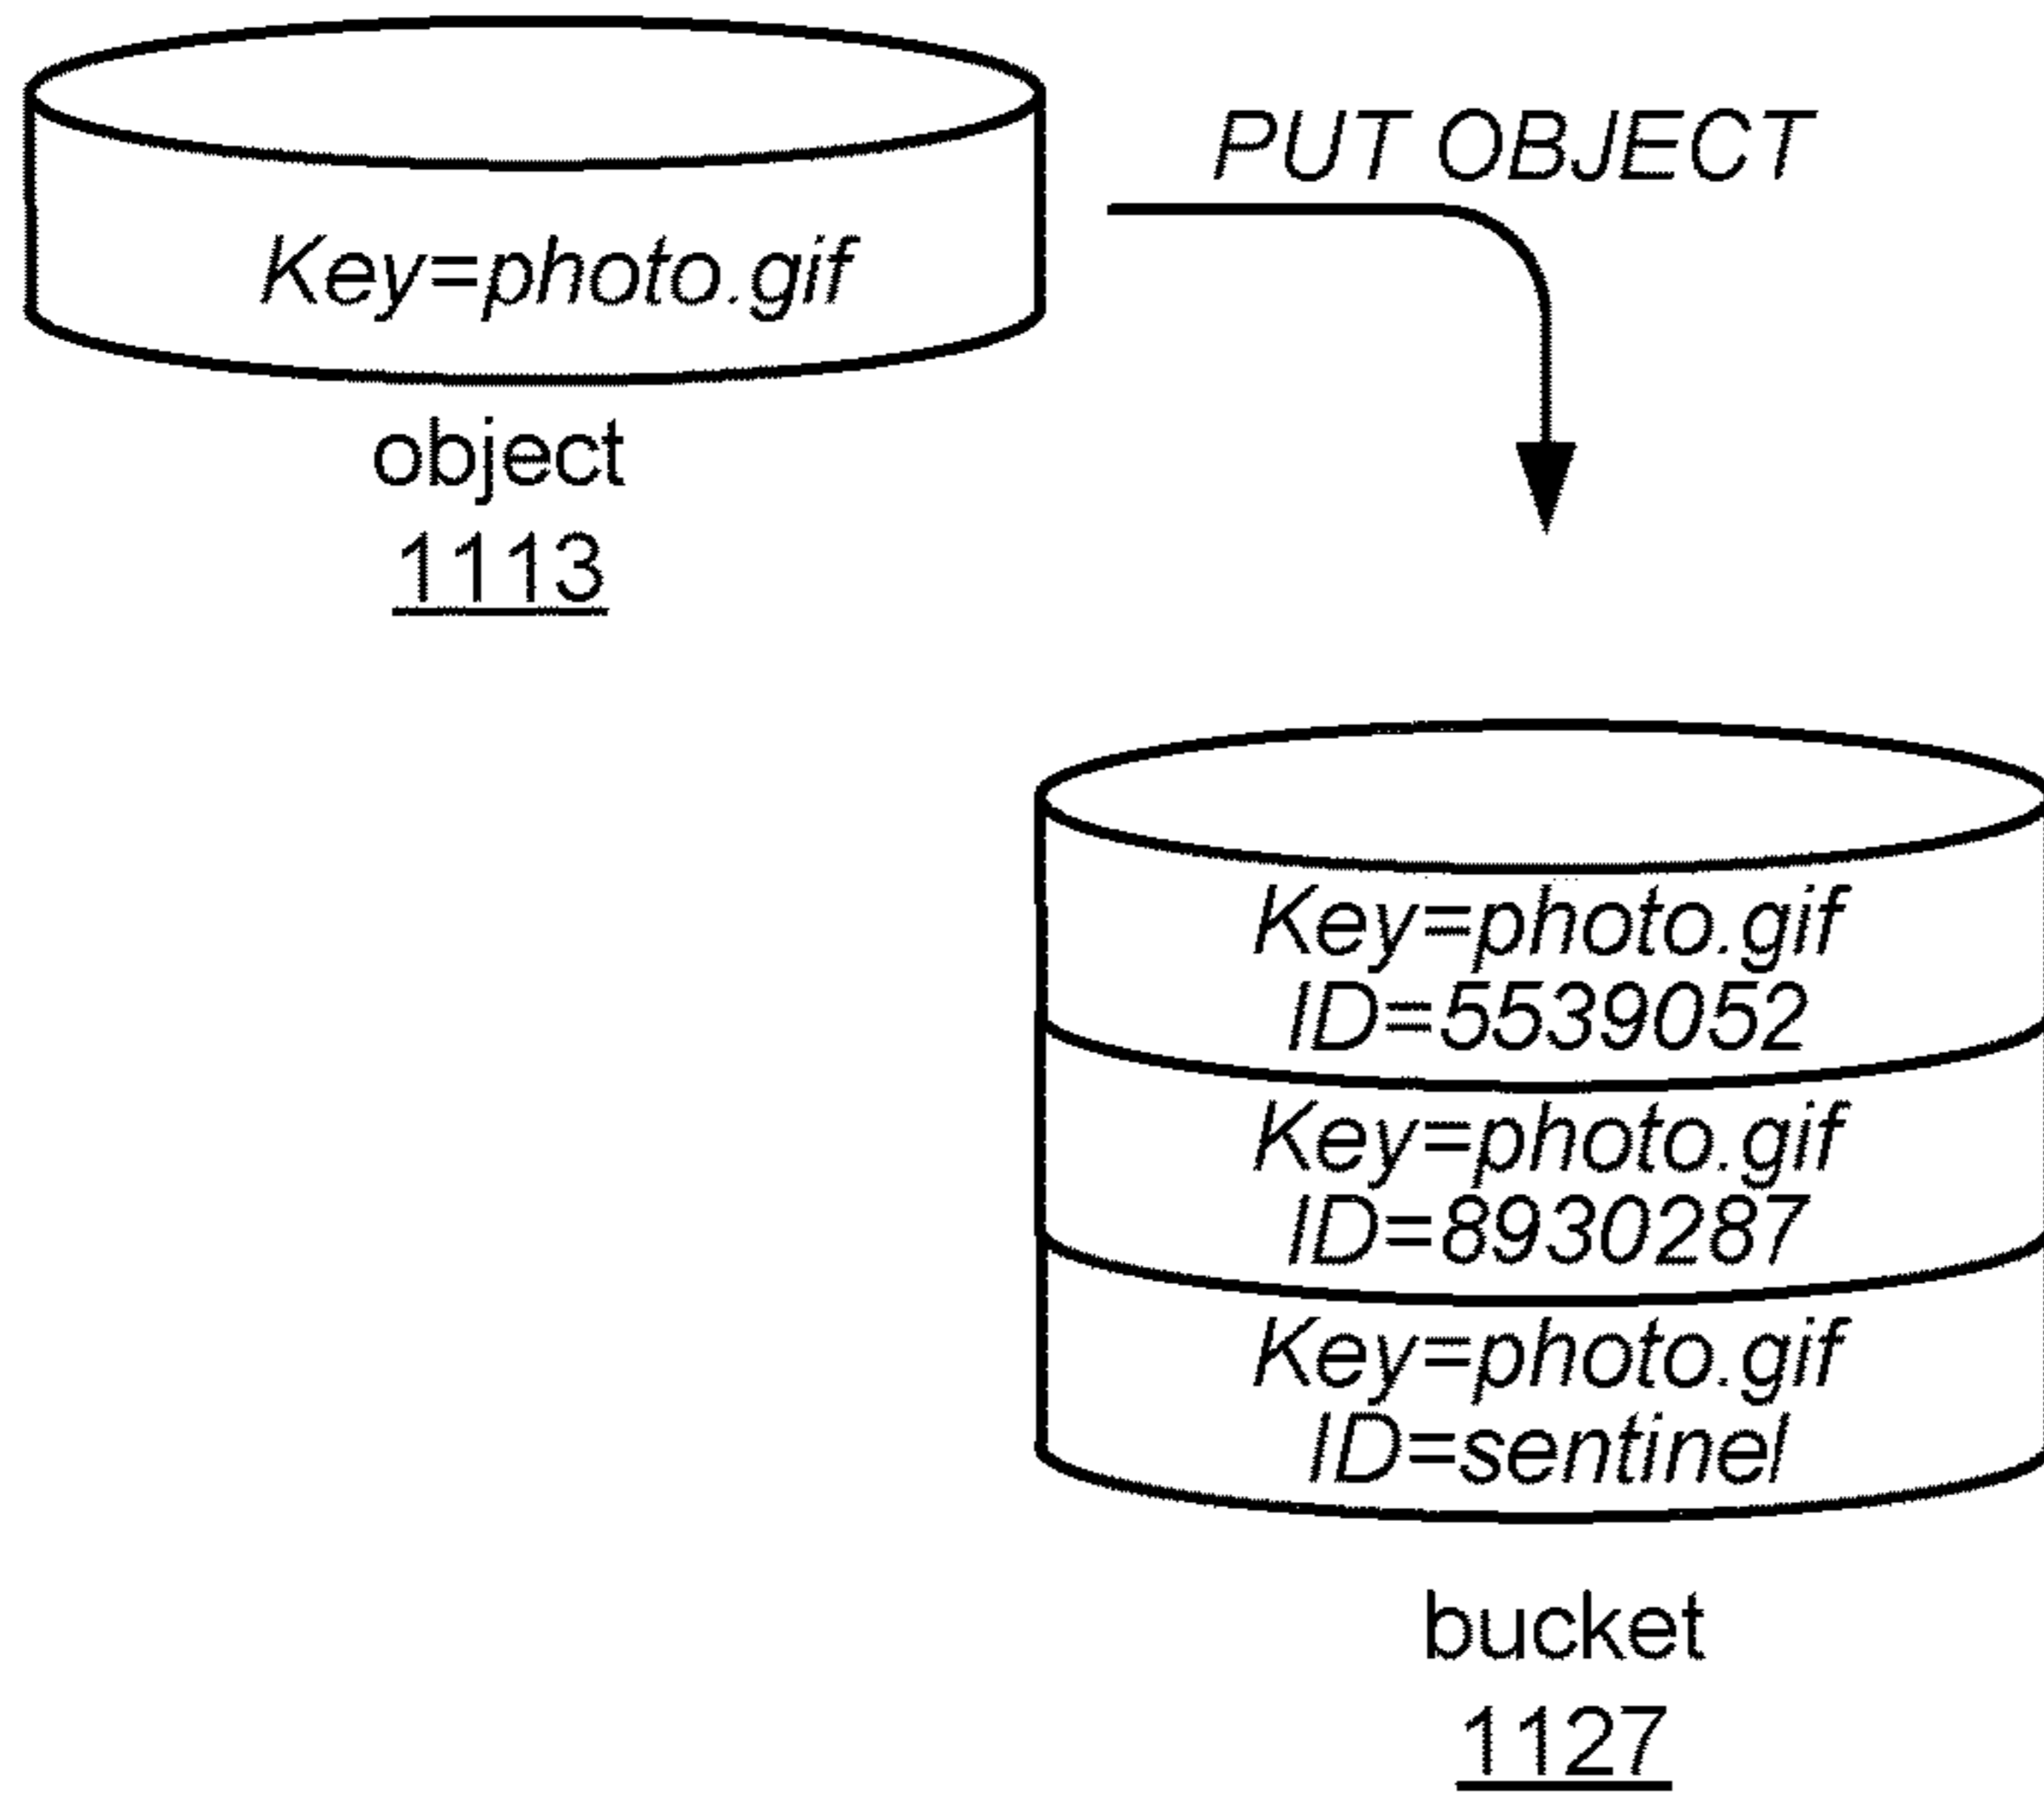 Key=photo.gif
object
1113
PUT OBJECT
Key=photo.gif
ID=5539052
Key=photo.gif
ID=8930287
Key=photo.gif
ID=sentinel
bucket
1127